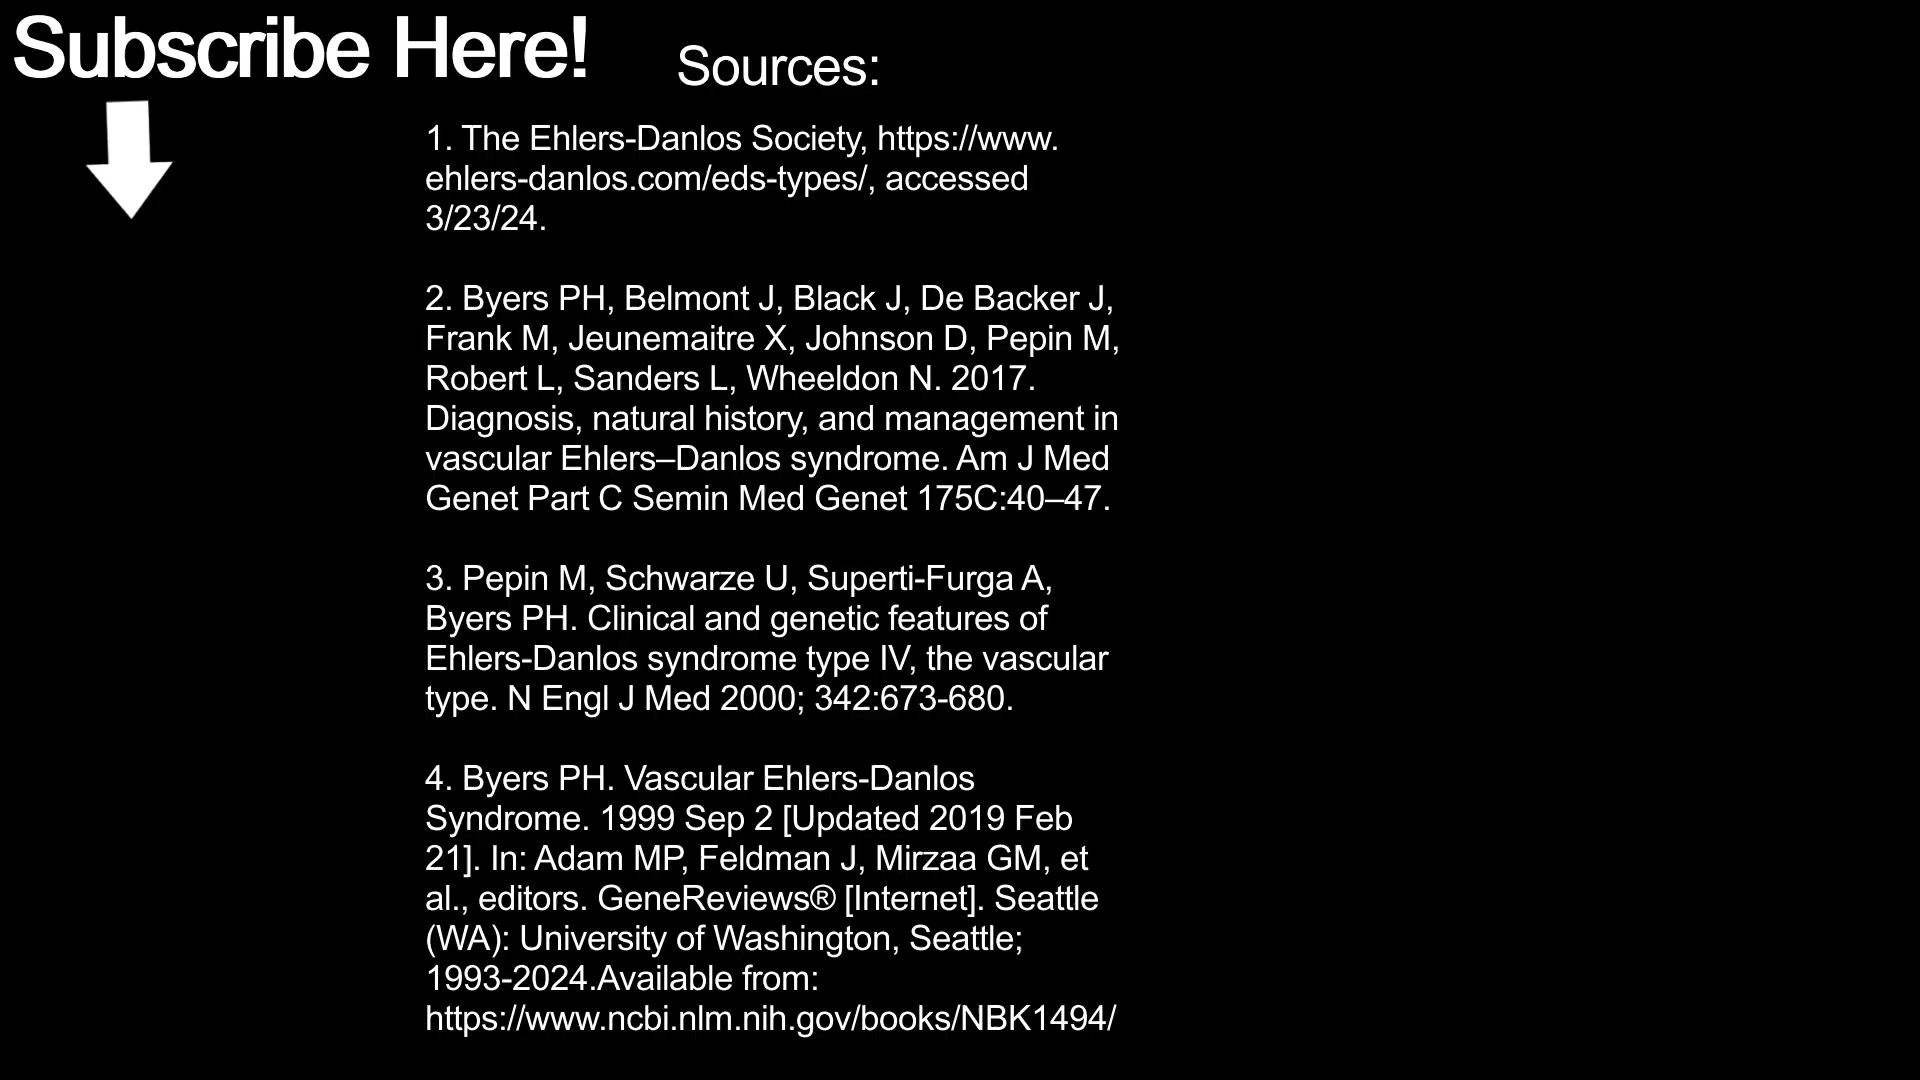 Subscribe Here!
Sources:
1. The Ehlers-Danlos Society, https://www.
ehlers-danlos.com/eds-types/, accessed
3/23/24.
2. Byers PH, Belmont J, Black J, De Backer J,
Frank M, Jeunemaitre X, Johnson D, Pepin M,
Robert L, Sanders L, Wheeldon N. 2017.
Diagnosis, natural history, and management in
vascular Ehlers–Danlos syndrome. Am J Med
Genet Part C Semin Med Genet 175C:40–47.
3. Pepin M, Schwarze U, Superti-Furga A,
Byers PH. Clinical and genetic features of
Ehlers-Danlos syndrome type IV, the vascular
type. N Engl J Med 2000; 342:673-680.
4. Byers PH. Vascular Ehlers-Danlos
Syndrome. 1999 Sep 2 [Updated 2019 Feb
21]. In: Adam MP, Feldman J, Mirzaa GM, et
al., editors. GeneReviews® [Internet]. Seattle
(WA): University of Washington, Seattle;
1993-2024.Available from:
https://www.ncbi.nlm.nih.gov/books/NBK1494/